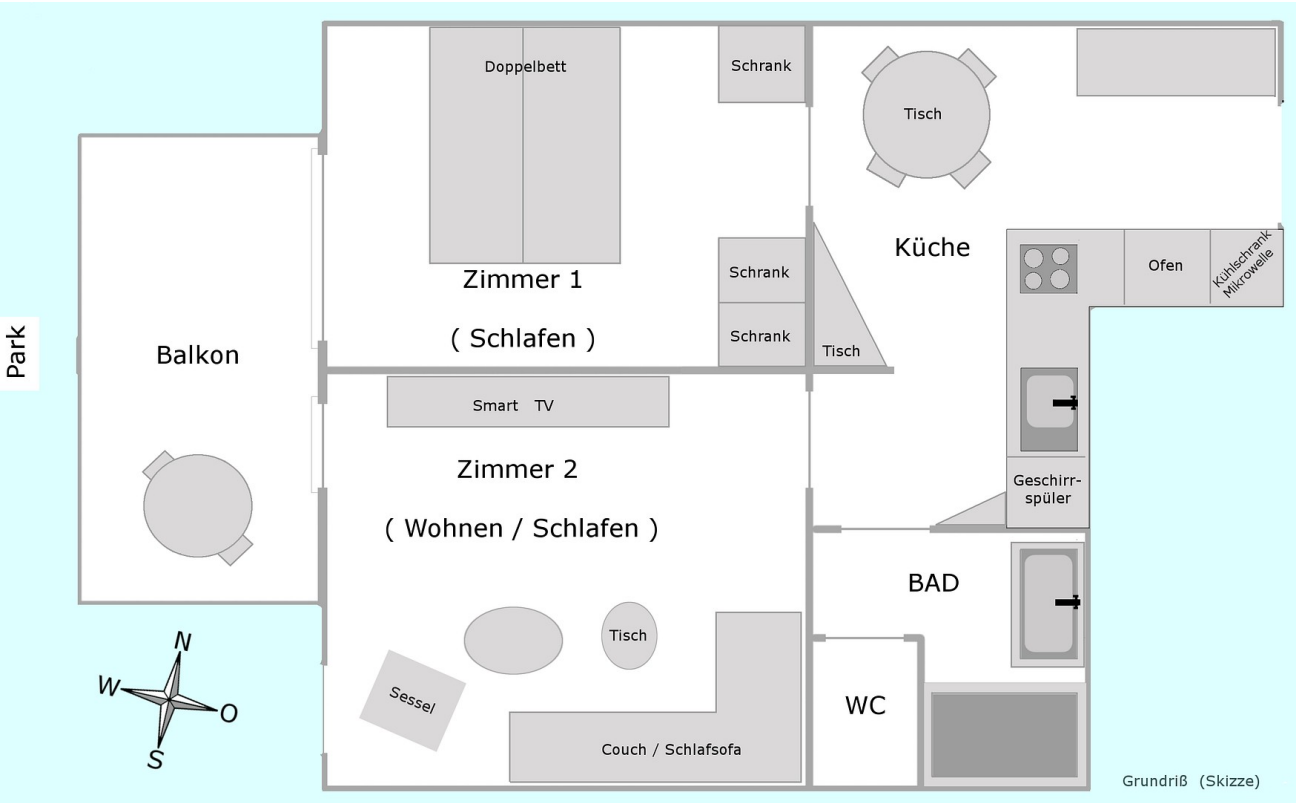 Doppelbett
Schrank
Tisch
Küche
Zimmer 1
( Schlafen )
Schrank
Schrank
Tisch
Ofen
Kühlschrank
Mikrowelle
Park
Balkon
Smart TV
Zimmer 2
( Wohnen / Schlafen )
Geschirr-
spüler
BAD
Tisch
Sessel
WC
Couch / Schlafsofa
N
W
O
S
Grundriß (Skizze)